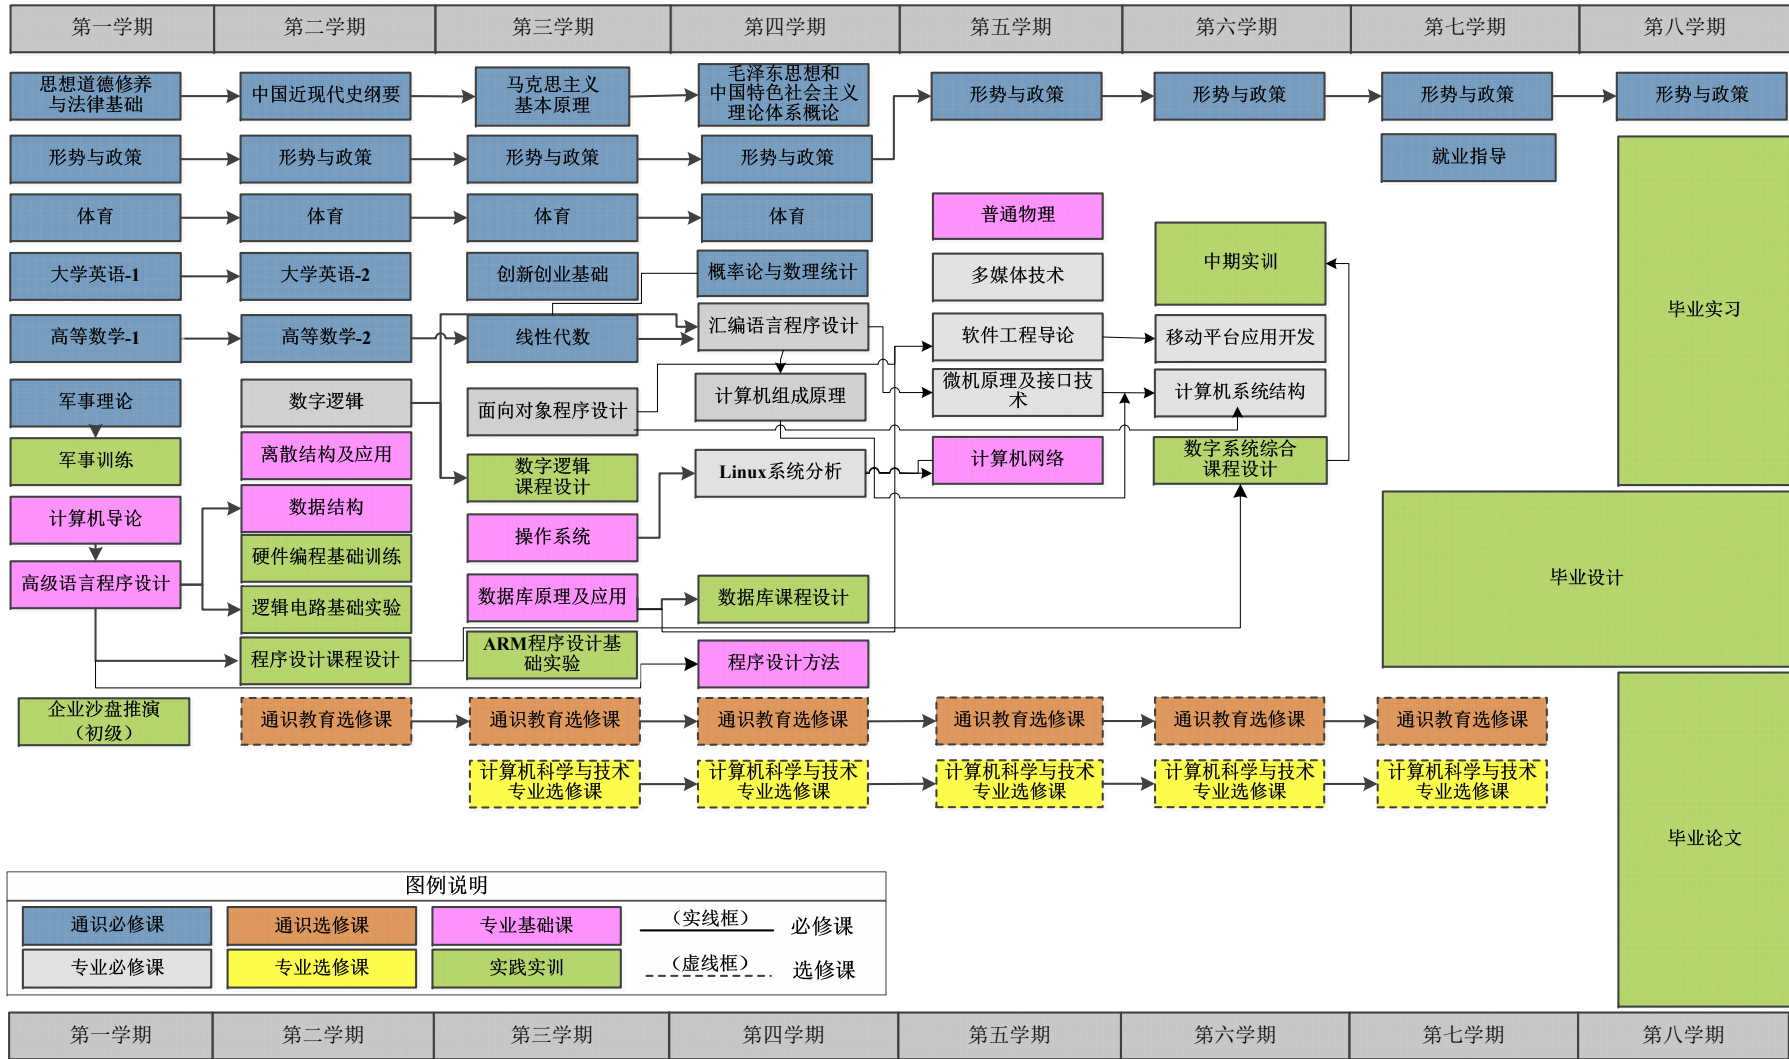 第一学期
第二学期
第三学期
第四学期
第五学期
第六学期
第七学期
第八学期
思想道德修养
与法律基础
中国近现代史纲要
马克思主义
基本原理
毛泽东思想和
中国特色社会主义
理论体系概论
形势与政策
形势与政策
形势与政策
形势与政策
形势与政策
形势与政策
形势与政策
形势与政策
就业指导
体育
体育
体育
体育
普通物理
大学英语-1
大学英语-2
创新创业基础
概率论与数理统计
多媒体技术
中期实训
毕业实习
高等数学-1
高等数学-2
线性代数
汇编语言程序设计
软件工程导论
移动平台应用开发
军事理论
数字逻辑
面向对象程序设计
计算机组成原理
微机原理及接口技
术
计算机系统结构
军事训练
离散结构及应用
数字逻辑
课程设计
Linux系统分析
计算机网络
数字系统综合
课程设计
计算机导论
数据结构
操作系统
硬件编程基础训练
高级语言程序设计
逻辑电路基础实验
数据库原理及应用
数据库课程设计
毕业设计
程序设计课程设计
ARM程序设计基
础实验
程序设计方法
企业沙盘推演
（初级）
通识教育选修课
通识教育选修课
通识教育选修课
通识教育选修课
通识教育选修课
通识教育选修课
计算机科学与技术
专业选修课
计算机科学与技术
专业选修课
计算机科学与技术
专业选修课
计算机科学与技术
专业选修课
计算机科学与技术
专业选修课
毕业论文
图例说明
通识必修课
通识选修课
专业基础课
（实线框）
必修课
专业必修课
专业选修课
实践实训
（虚线框）
选修课
第一学期
第二学期
第三学期
第四学期
第五学期
第六学期
第七学期
第八学期